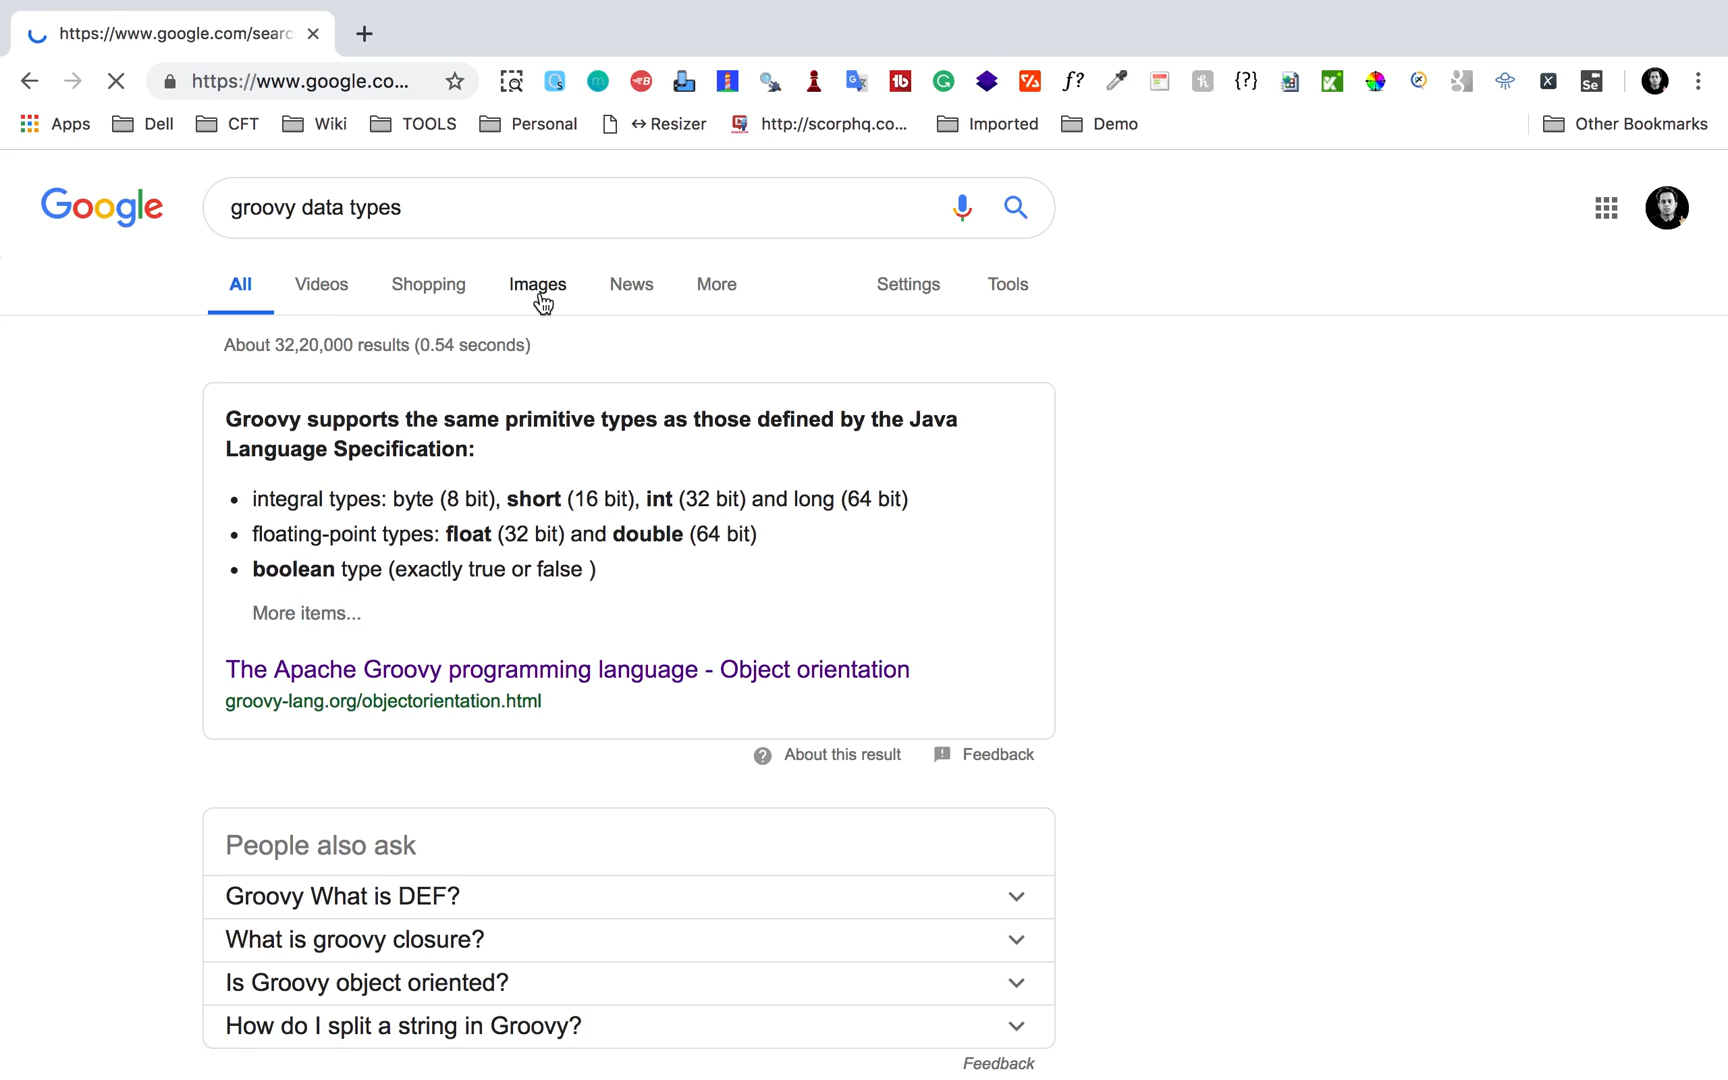 https://www.google.com/searc
https://www.google.co...
Apps Dell CFT Wiki TOOLS Personal ↔ Resizer http://scorphq.co... Imported Demo Other Bookmarks
Google groovy data types
All Videos Shopping Images News More Settings Tools
About 32,20,000 results (0.54 seconds)
Groovy supports the same primitive types as those defined by the Java
Language Specification:
• integral types: byte (8 bit), short (16 bit), int (32 bit) and long (64 bit)
• floating-point types: float (32 bit) and double (64 bit)
• boolean type (exactly true or false )
More items...
The Apache Groovy programming language - Object orientation
groovy-lang.org/objectorientation.html
About this result Feedback
People also ask
Groovy What is DEF?
What is groovy closure?
Is Groovy object oriented?
How do I split a string in Groovy?
Feedback